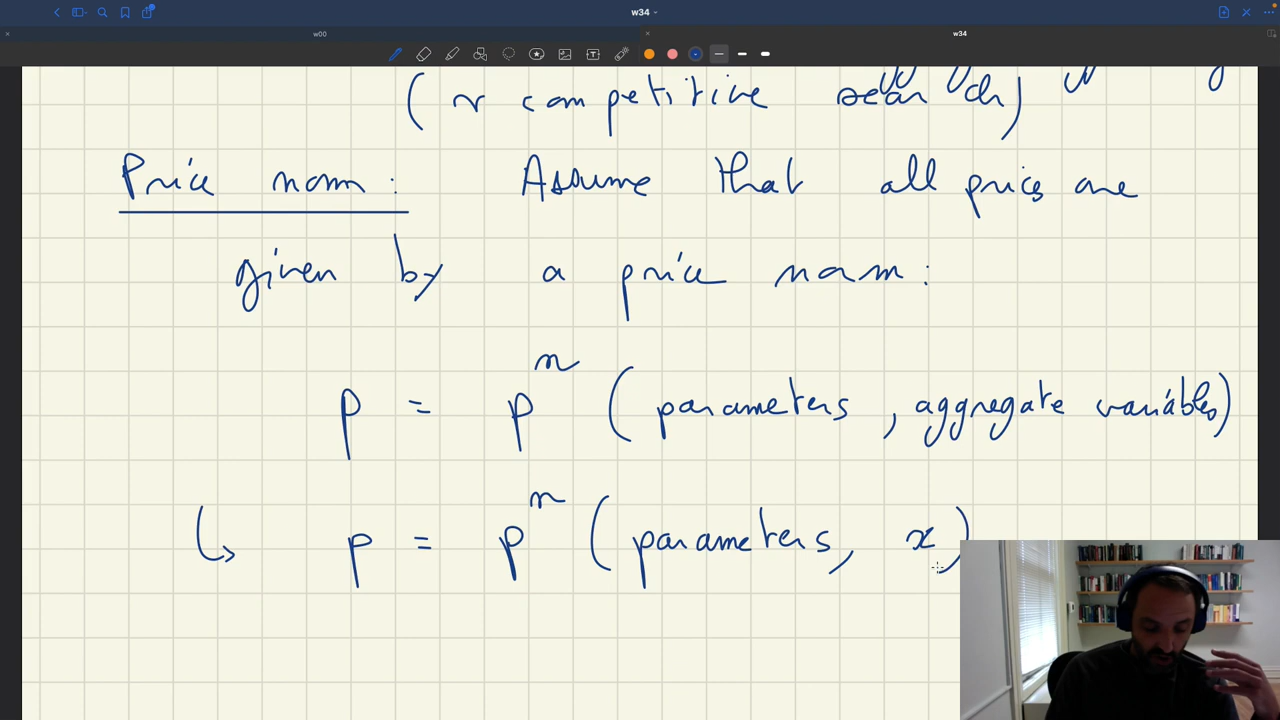 w34
w00
w34
(or competitive search)
Price norm: Assume that all prices are
given by a price norm:
p = p^n (parameters, aggregate variables)
↳ p = p^n (parameters, x)